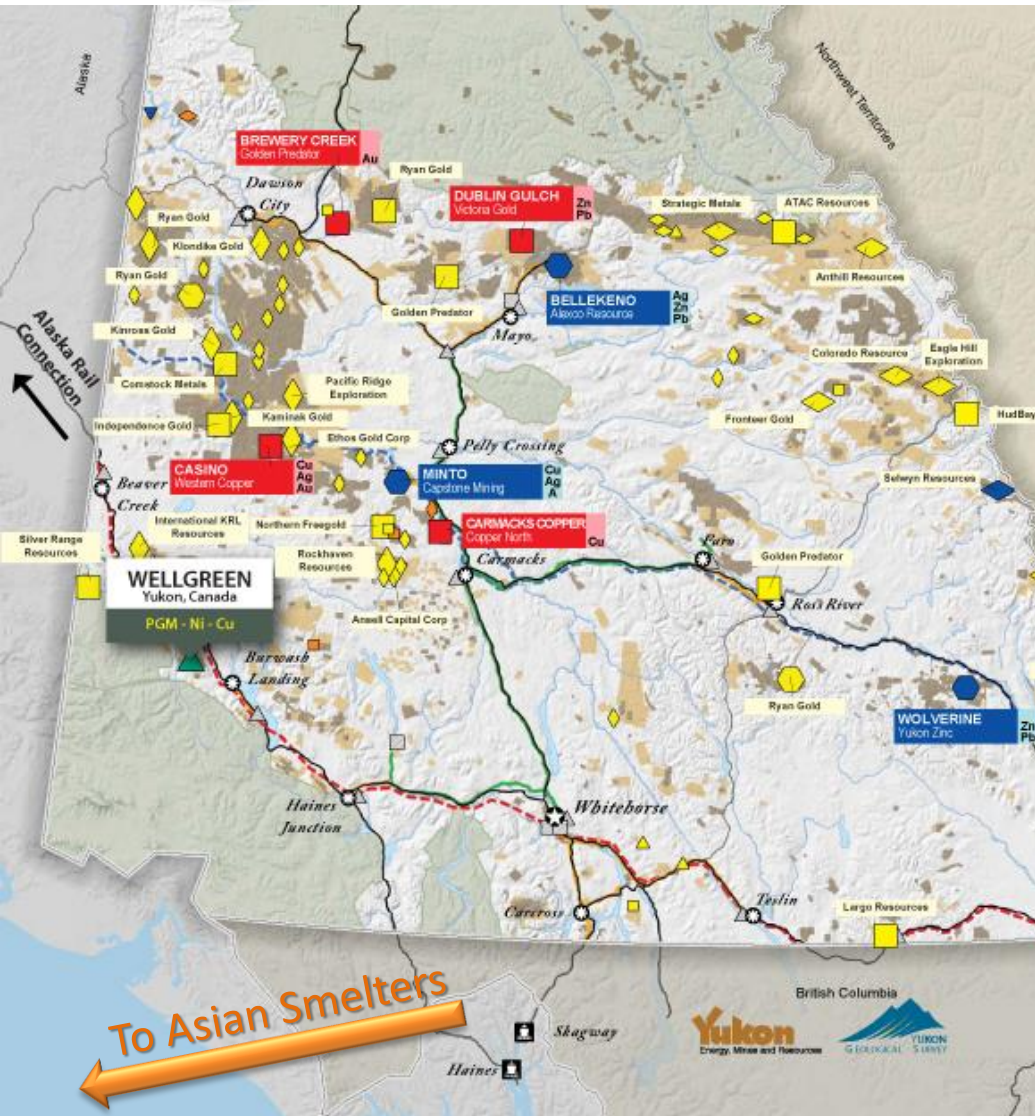 Alaska
Northwest Territories
BREWERY CREEK
Golden Predator
Au
Ryan Gold
Dawson
City
DUBLIN GULCH
Victoria Gold
Zn
Pb
Strategic Metals
ATAC Resources
Ryan Gold
Klondike Gold
Anthill Resources
Ryan Gold
Golden Predator
BELLEKENO
Alexco Resource
Ag
Zn
Pb
Mayo
Alaska Rail
Connection
Kinross Gold
Comstock Metals
Pacific Ridge
Exploration
Coloredo Resource
Eagle Hill
Exploration
Independence Gold
Kaminak Gold
Fronteer Gold
HudBay
Ethos Gold Corp
Pelly Crossing
CASINO
Western Copper
Cu
Ag
Au
MINTO
Capstone Mining
Cu
Ag
A
Selwyn Resources
Beaver
Creek
International KRL
Resources
Northern Freegold
CARMACKS COPPER
Copper North
Cu
Silver Range
Resources
Rockhaven
Resources
Carmacks
Faro
Golden Predator
WELLGREEN
Yukon, Canada
PGM - Ni - Cu
Ross River
Ansell Capital Corp
Burwash
Landing
Ryan Gold
WOLVERINE
Yukon Zinc
Zn
Pb
Haines
Junction
Whitehorse
Carcross
Teslin
Largo Resources
British Columbia
To Asian Smelters
Skagway
Haines
Yukon
Energy, Mines and Resources
YUKON
GEOLOGICAL SURVEY